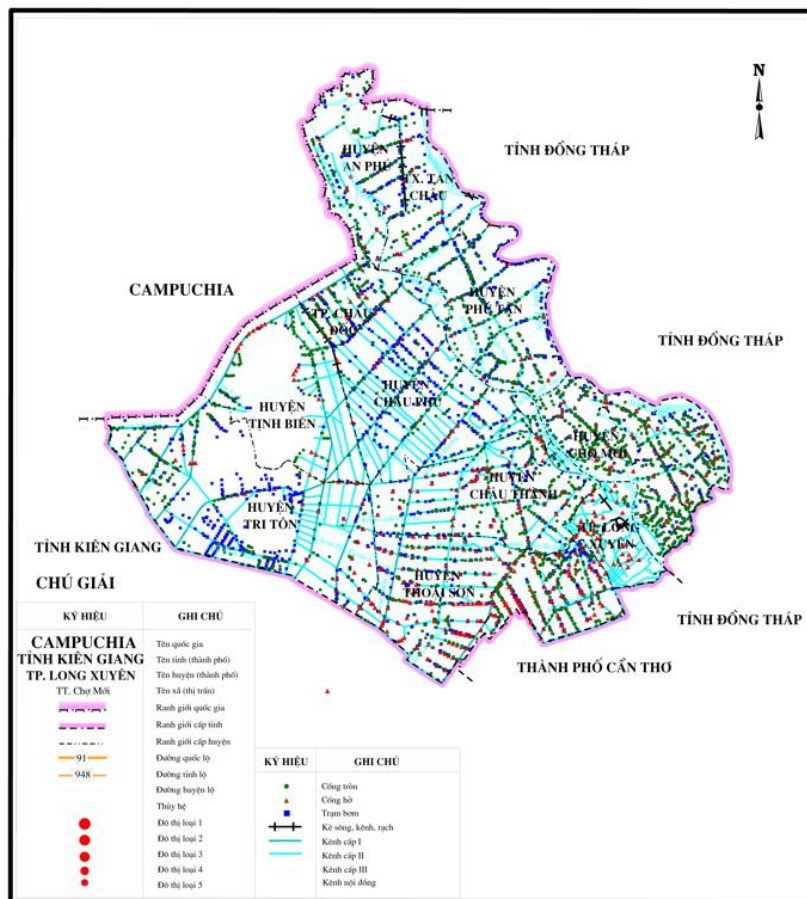 N
TỈNH ĐỒNG THÁP
HUYỆN
AN PHÚ
TX. TÂN
CHÂU
CAMPUCHIA
HUYỆN
PHÚ TÂN
TP. CHÂU
ĐỐC
TỈNH ĐỒNG THÁP
HUYỆN
CHÂU PHÚ
HUYỆN
TỊNH BIÊN
HUYỆN
CHỢ MỚI
HUYỆN
CHÂU THÀNH
HUYỆN
TRI TÔN
TP. LONG
XUYÊN
TỈNH KIÊN GIANG
HUYỆN
THOẠI SƠN
CHÚ GIẢI
TỈNH ĐỒNG THÁP
THÀNH PHỐ CẦN THƠ
KÝ HIỆU GHI CHÚ
CAMPUCHIA Tên quốc gia
TỈNH KIÊN GIANG Tên tỉnh (thành phố)
TP. LONG XUYÊN Tên huyện (thành phố)
TT. Chợ Mới Tên xã (thị trấn)
Ranh giới quốc gia
Ranh giới cấp tỉnh
Ranh giới cấp huyện
91 Đường quốc lộ
948 Đường tỉnh lộ
Đường huyện lộ
Thủy hệ
Đô thị loại 1
Đô thị loại 2
Đô thị loại 3
Đô thị loại 4
Đô thị loại 5
KÝ HIỆU GHI CHÚ
Cống tròn
Cống hở
Trạm bơm
Kè sông, kênh, rạch
Kênh cấp I
Kênh cấp II
Kênh cấp III
Kênh nội đồng